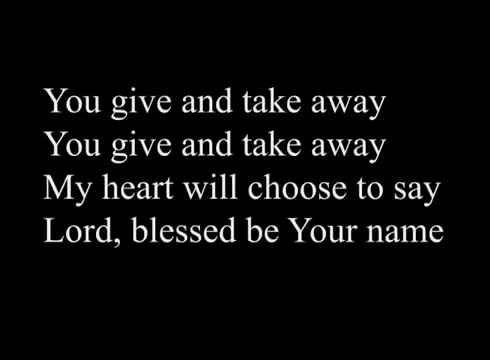 You give and take away
You give and take away
My heart will choose to say
Lord, blessed be Your name